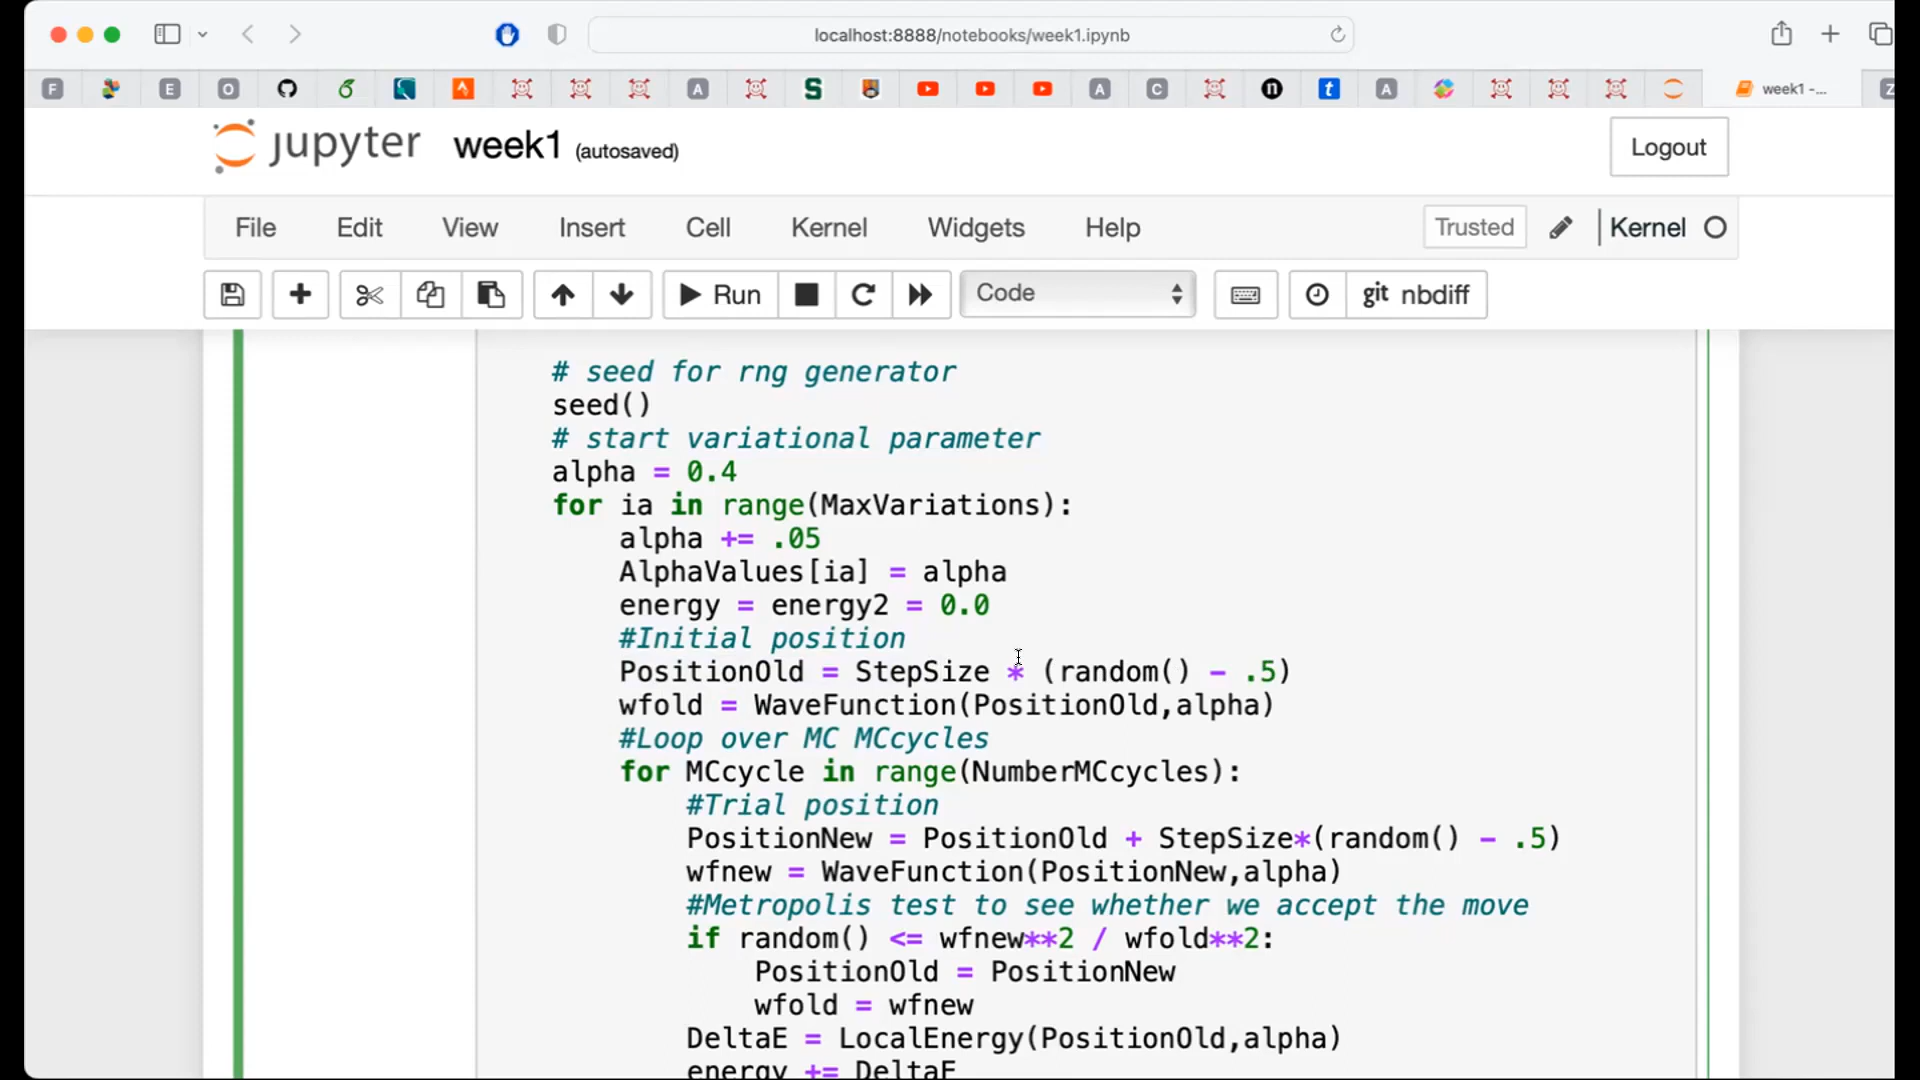 localhost:8888/notebooks/week1.ipynb
F E O A S A C n t A week1 -... Z
jupyter week1 (autosaved) Logout
File Edit View Insert Cell Kernel Widgets Help Trusted Kernel
Run Code git nbdiff
# seed for rng generator
seed()
# start variational parameter
alpha = 0.4
for ia in range(MaxVariations):
alpha += .05
AlphaValues[ia] = alpha
energy = energy2 = 0.0
#Initial position
PositionOld = StepSize * (random() - .5)
wfold = WaveFunction(PositionOld,alpha)
#Loop over MC MCcycles
for MCcycle in range(NumberMCcycles):
#Trial position
PositionNew = PositionOld + StepSize*(random() - .5)
wfnew = WaveFunction(PositionNew,alpha)
#Metropolis test to see whether we accept the move
if random() <= wfnew**2 / wfold**2:
PositionOld = PositionNew
wfold = wfnew
DeltaE = LocalEnergy(PositionOld,alpha)
energy += DeltaE